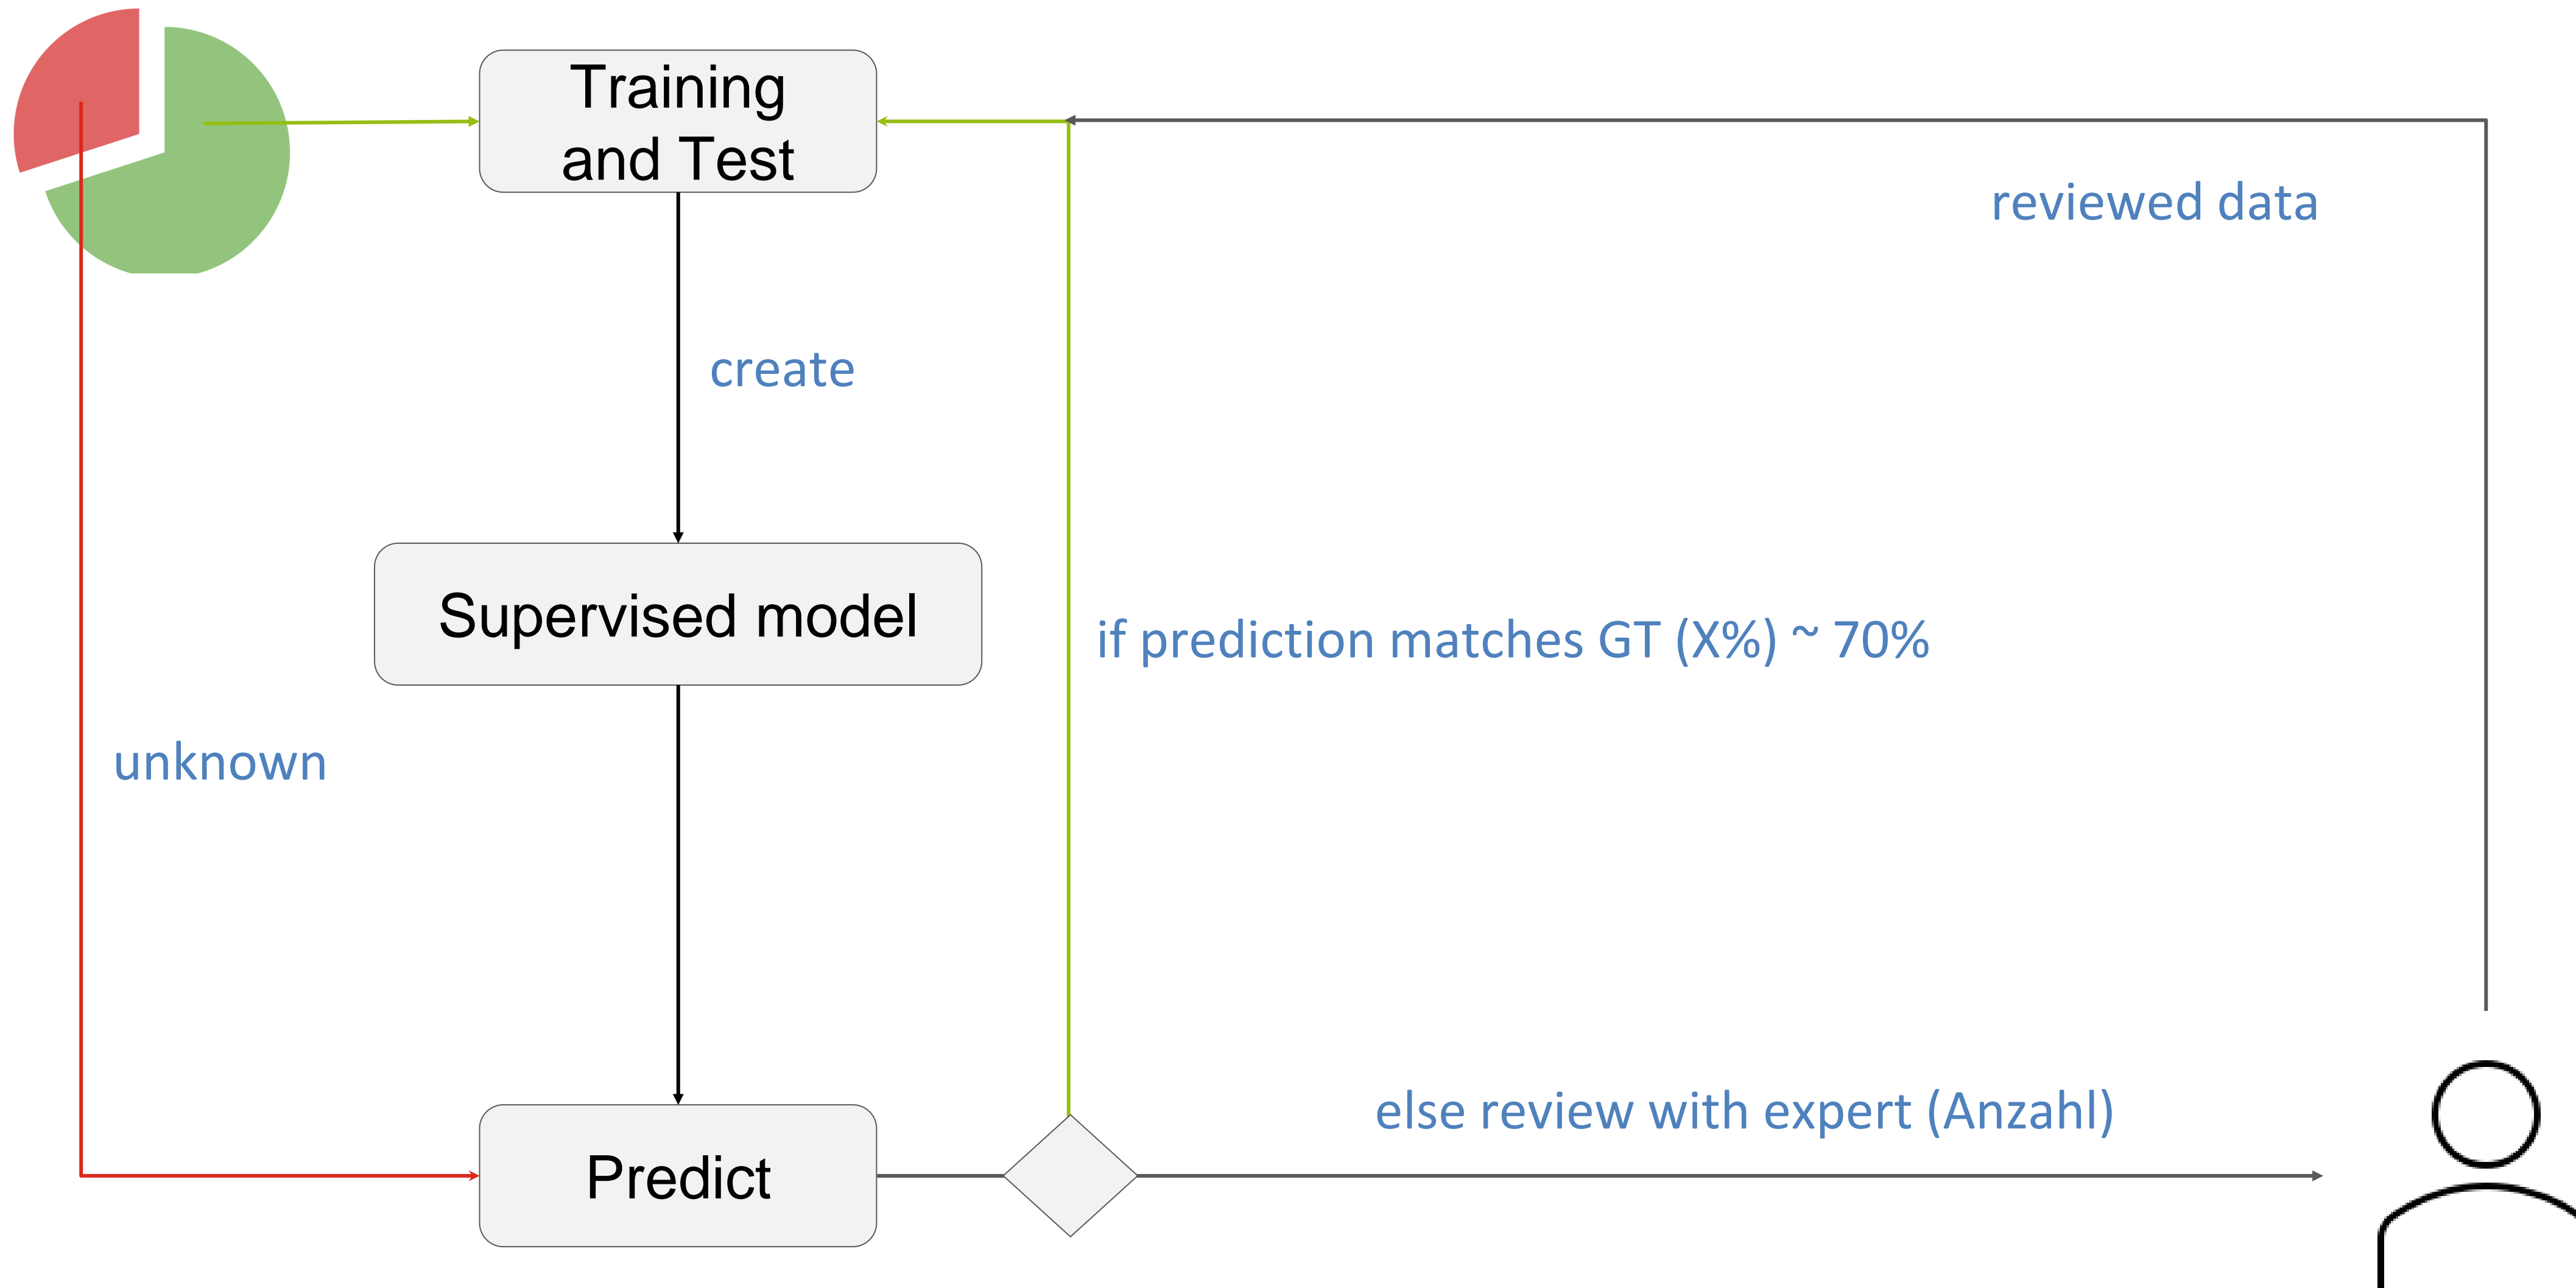 Training
and Test
reviewed data
create
Supervised model
if prediction matches GT (X%) ~ 70%
unknown
else review with expert (Anzahl)
Predict